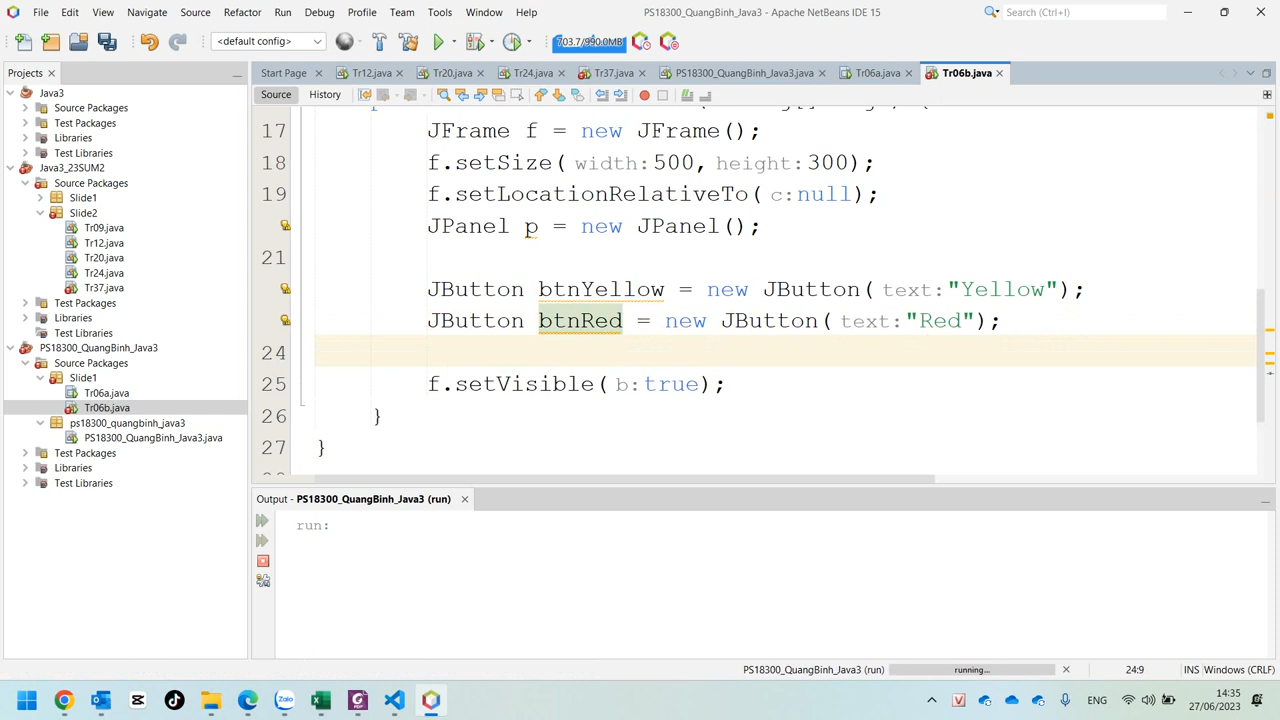 File Edit View Navigate Source Refactor Run Debug Profile Team Tools Window Help
PS18300_QuangBinh_Java3 - Apache NetBeans IDE 15
Search (Ctrl+I)
<default config>
703.7/990.0MB
Projects
Start Page
Tr12.java
Tr20.java
Tr24.java
Tr37.java
PS18300_QuangBinh_Java3.java
Tr06a.java
Tr06b.java
Source
History
Java3
Source Packages
Test Packages
Libraries
Test Libraries
Java3_23SUM2
Source Packages
Slide1
Slide2
Tr09.java
Tr12.java
Tr20.java
Tr24.java
Tr37.java
Test Packages
Libraries
Test Libraries
PS18300_QuangBinh_Java3
Source Packages
Slide1
Tr06a.java
Tr06b.java
ps18300_quangbinh_java3
PS18300_QuangBinh_Java3.java
Test Packages
Libraries
Test Libraries
17 JFrame f = new JFrame();
18 f.setSize( width:500, height:300);
19 f.setLocationRelativeTo( c:null);
JPanel p = new JPanel();
21
JButton btnYellow = new JButton( text:"Yellow");
JButton btnRed = new JButton( text:"Red");
24
25 f.setVisible( b:true);
26 }
27 }
Output - PS18300_QuangBinh_Java3 (run)
run:
PS18300_QuangBinh_Java3 (run)
running...
24:9
INS
Windows (CRLF)
Zalo
ENG
14:35
27/06/2023